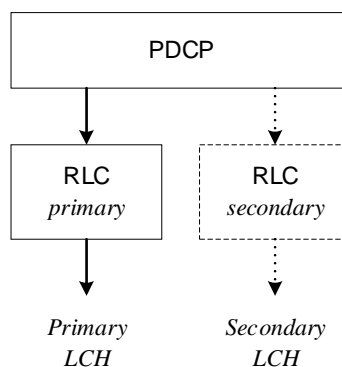 PDCP
RLC
primary
RLC
secondary
Primary
LCH
Secondary
LCH